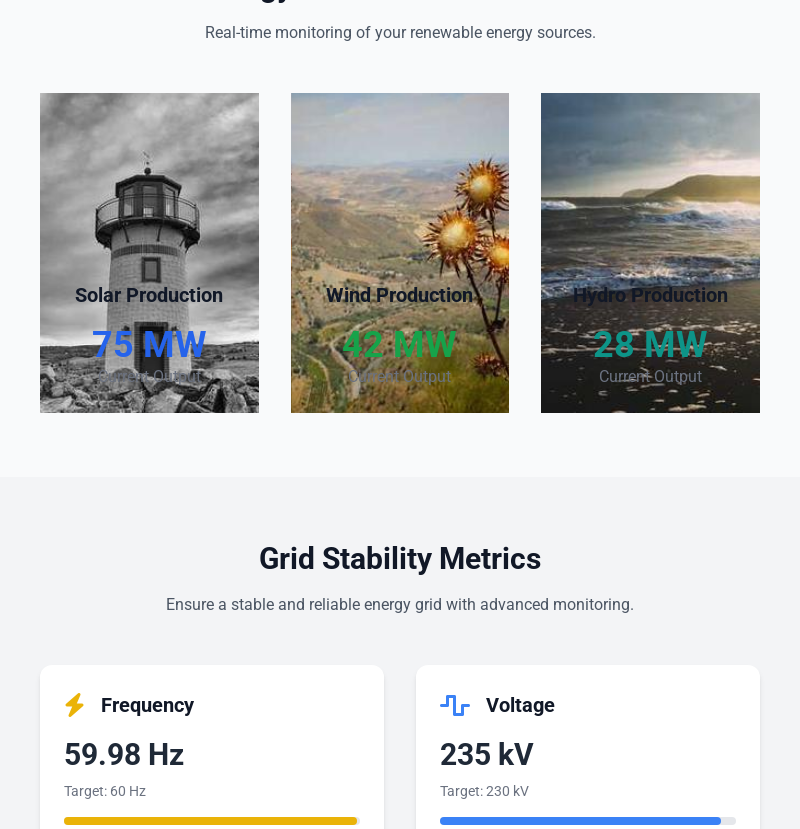 Real-time monitoring of your renewable energy sources.
Solar Production
75 MW
Current Output
Wind Production
42 MW
Current Output
Hydro Production
28 MW
Current Output
Grid Stability Metrics
Ensure a stable and reliable energy grid with advanced monitoring.
Frequency
59.98 Hz
Target: 60 Hz
Voltage
235 kV
Target: 230 kV